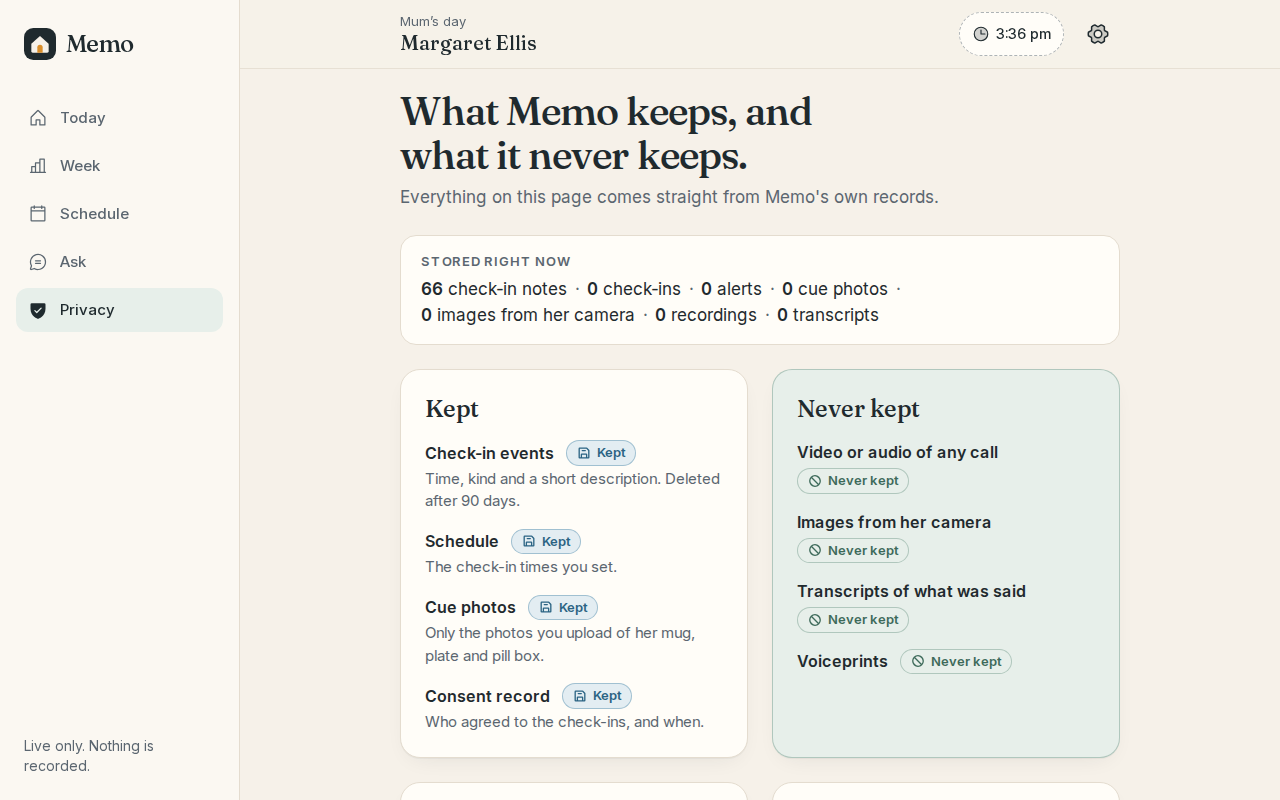 Memo
Today
Week
Schedule
Ask
Privacy
Live only. Nothing is
recorded.
Mum's day
Margaret Ellis
3:36 pm
What Memo keeps, and
what it never keeps.
Everything on this page comes straight from Memo's own records.
STORED RIGHT NOW
66 check-in notes · 0 check-ins · 0 alerts · 0 cue photos ·
0 images from her camera · 0 recordings · 0 transcripts
Kept
Check-in events Kept
Time, kind and a short description. Deleted
after 90 days.
Schedule Kept
The check-in times you set.
Cue photos Kept
Only the photos you upload of her mug,
plate and pill box.
Consent record Kept
Who agreed to the check-ins, and when.
Never kept
Video or audio of any call
Never kept
Images from her camera
Never kept
Transcripts of what was said
Never kept
Voiceprints Never kept